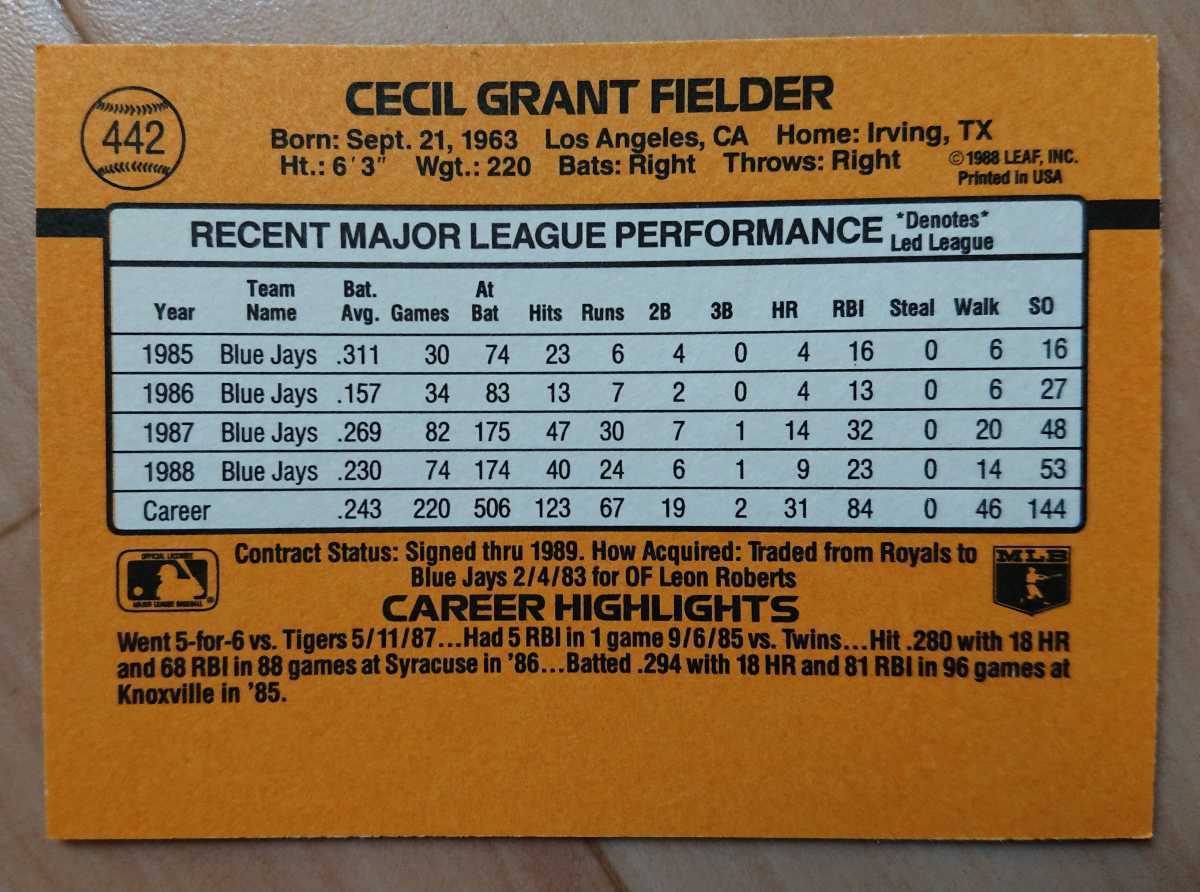 442
CECIL GRANT FIELDER
Born: Sept. 21, 1963 Los Angeles, CA Home: Irving, TX
Ht.: 6' 3" Wgt.: 220 Bats: Right Throws: Right
©1988 LEAF, INC.
Printed in USA
RECENT MAJOR LEAGUE PERFORMANCE *Denotes*
Led League
Year Team Name Bat. Avg. Games At Bat Hits Runs 2B 3B HR RBI Steal Walk SO
1985 Blue Jays .311 30 74 23 6 4 0 4 16 0 6 16
1986 Blue Jays .157 34 83 13 7 2 0 4 13 0 6 27
1987 Blue Jays .269 82 175 47 30 7 1 14 32 0 20 48
1988 Blue Jays .230 74 174 40 24 6 1 9 23 0 14 53
Career .243 220 506 123 67 19 2 31 84 0 46 144
OFFICIAL LICENSEE
MAJOR LEAGUE BASEBALL
Contract Status: Signed thru 1989. How Acquired: Traded from Royals to
Blue Jays 2/4/83 for OF Leon Roberts
MLB
CAREER HIGHLIGHTS
Went 5-for-6 vs. Tigers 5/11/87...Had 5 RBI in 1 game 9/6/85 vs. Twins...Hit .280 with 18 HR
and 68 RBI in 88 games at Syracuse in '86...Batted .294 with 18 HR and 81 RBI in 96 games at
Knoxville in '85.